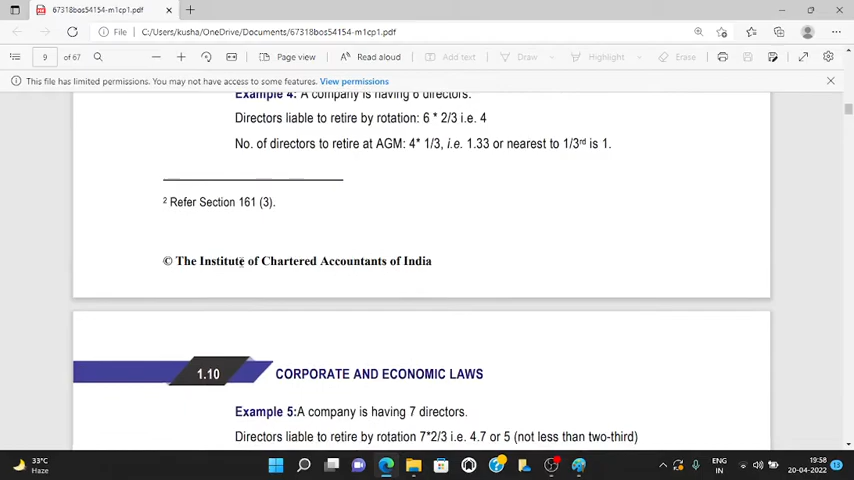 67318bos54154-m1cp1.pdf
File
C:/Users/kusha/OneDrive/Documents/67318bos54154-m1cp1.pdf
9 of 67
Page view
Read aloud
Add text
Draw
Highlight
Erase
This file has limited permissions. You may not have access to some features. View permissions
Example 4: A company is having 6 directors.
Directors liable to retire by rotation: 6 * 2/3 i.e. 4
No. of directors to retire at AGM: 4* 1/3, i.e. 1.33 or nearest to 1/3rd is 1.
2 Refer Section 161 (3).
© The Institute of Chartered Accountants of India
1.10 CORPORATE AND ECONOMIC LAWS
Example 5:A company is having 7 directors.
Directors liable to retire by rotation 7*2/3 i.e. 4.7 or 5 (not less than two-third)
33°C
Haze
ENG
IN
19:58
20-04-2022
13